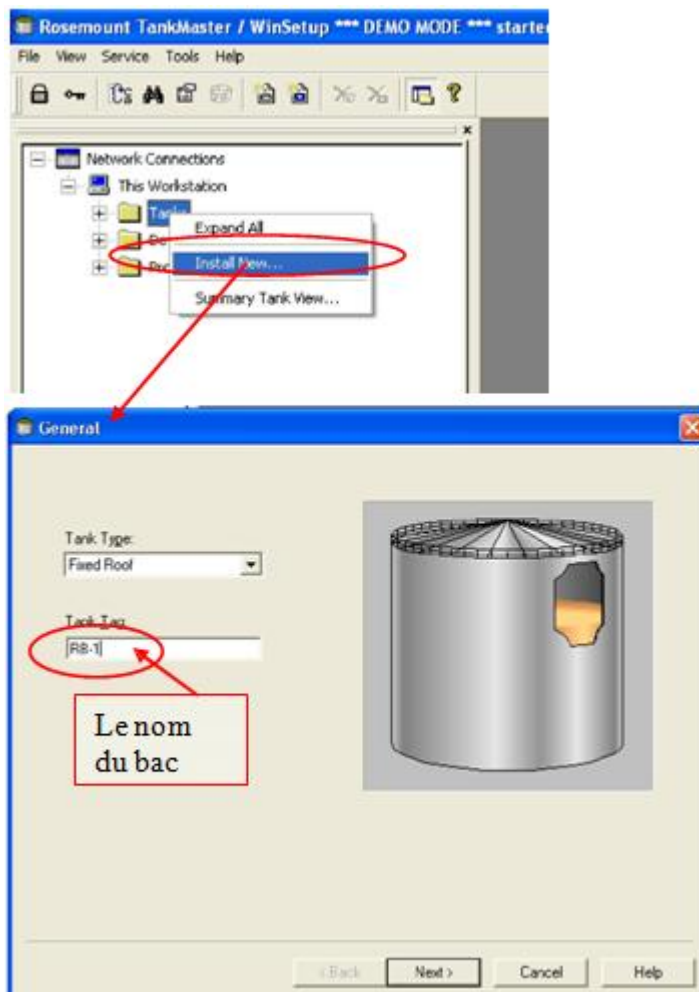 Rosemount TankMaster / WinSetup *** DEMO MODE *** starte
File View Service Tools Help
Network Connections
This Workstation
Tanks
Expand All
Install New...
Summary Tank View...
General
Tank Type:
Fixed Roof
Tank Tag:
RB-1
Le nom
du bac
< Back Next > Cancel Help